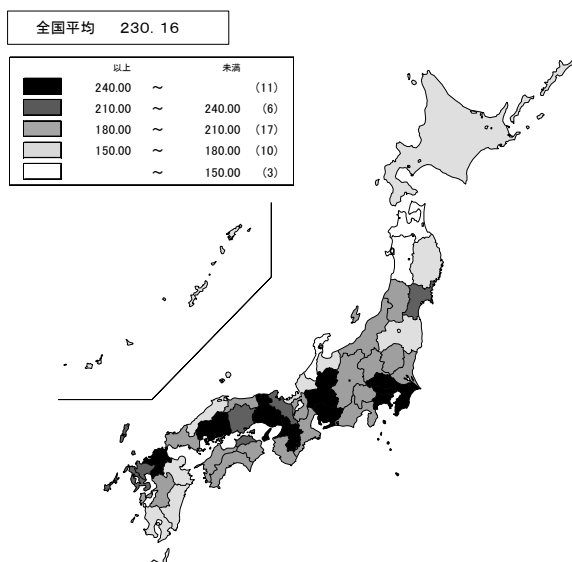 全国平均 230.16
以上 未満
240.00 ～ (11)
210.00 ～ 240.00 (6)
180.00 ～ 210.00 (17)
150.00 ～ 180.00 (10)
～ 150.00 (3)